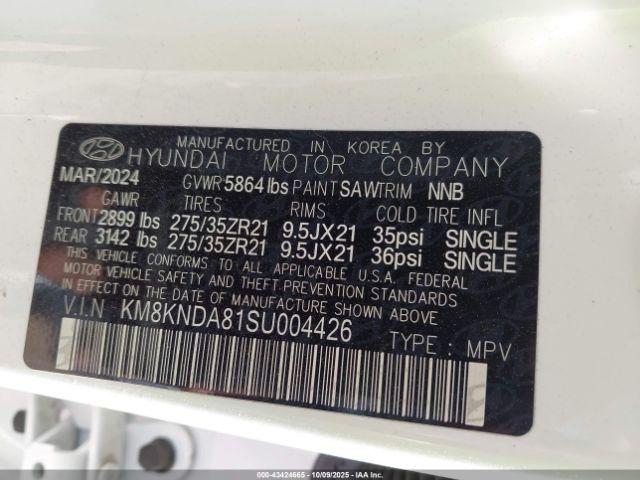 MANUFACTURED IN KOREA BY
HYUNDAI MOTOR COMPANY
MAR/2024 GVWR 5864 lbs PAINT SAW TRIM NNB
GAWR TIRES RIMS COLD TIRE INFL
FRONT 2899 lbs 275/35ZR21 9.5JX21 35psi SINGLE
REAR 3142 lbs 275/35ZR21 9.5JX21 36psi SINGLE
THIS VEHICLE CONFORMS TO ALL APPLICABLE U.S.A. FEDERAL
MOTOR VEHICLE SAFETY AND THEFT PREVENTION STANDARDS
IN EFFECT ON THE DATE OF MANUFACTURE SHOWN ABOVE.
V.I.N KM8KNDA81SU004426
TYPE : MPV
000-43424665 - 10/09/2025 - IAAI.com